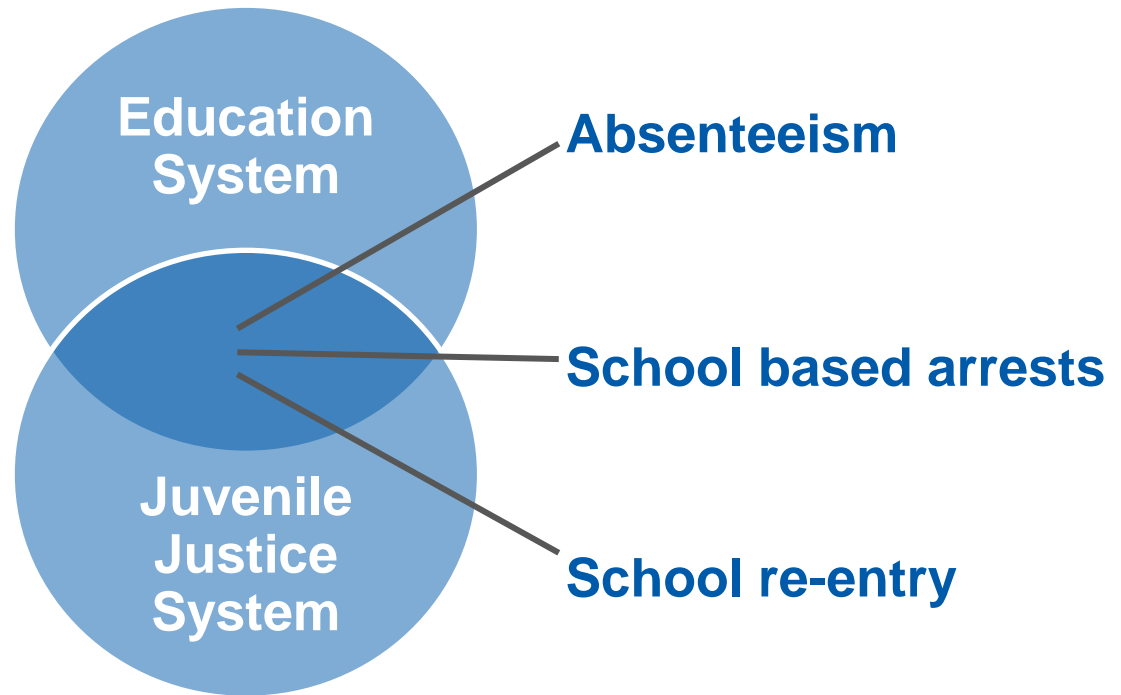 Education
System
Absenteeism
School based arrests
Juvenile
Justice
System
School re-entry